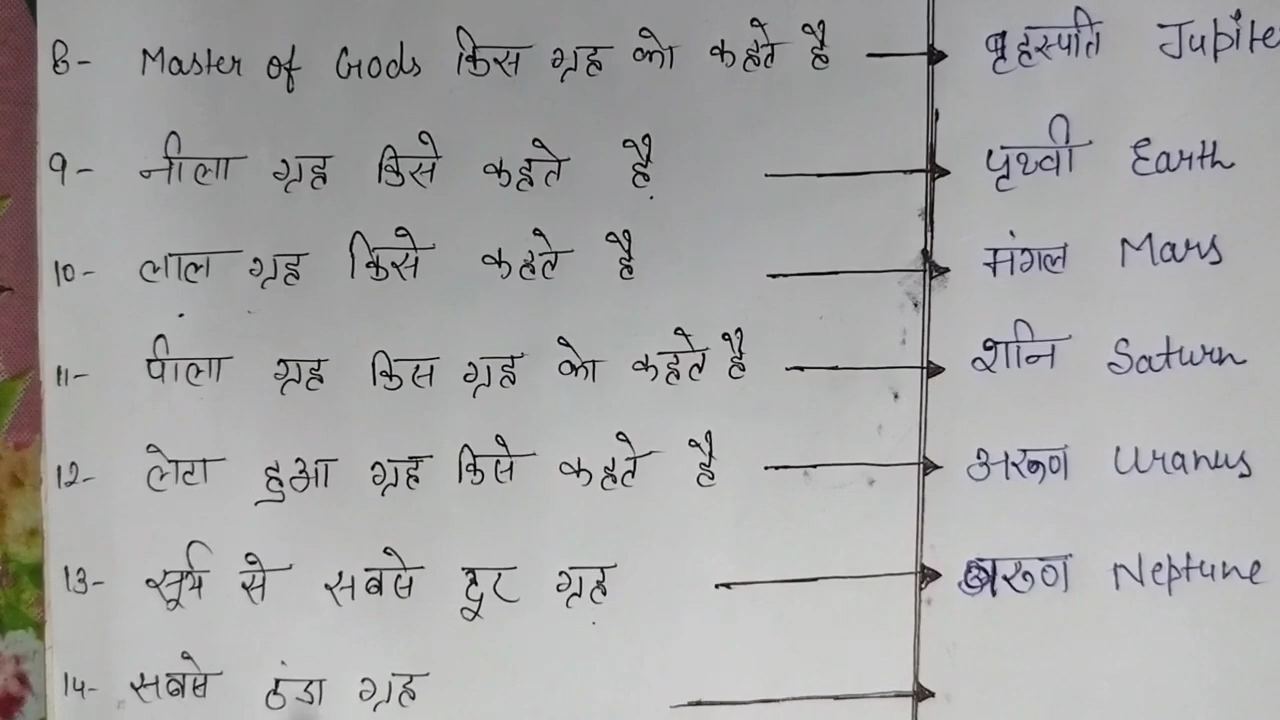 8- Master of Gods किस ग्रह को कहते है → बृहस्पति Jupite
9- नीला ग्रह किसे कहते है → पृथ्वी Earth
10- लाल ग्रह किसे कहते है → मंगल Mars
11- पीला ग्रह किस ग्रह को कहते है → शनि Saturn
12- लेटा हुआ ग्रह किसे कहते है → अरुण Uranus
13- सूर्य से सबसे दूर ग्रह → वरुण Neptune
14- सबसे ठंडा ग्रह →